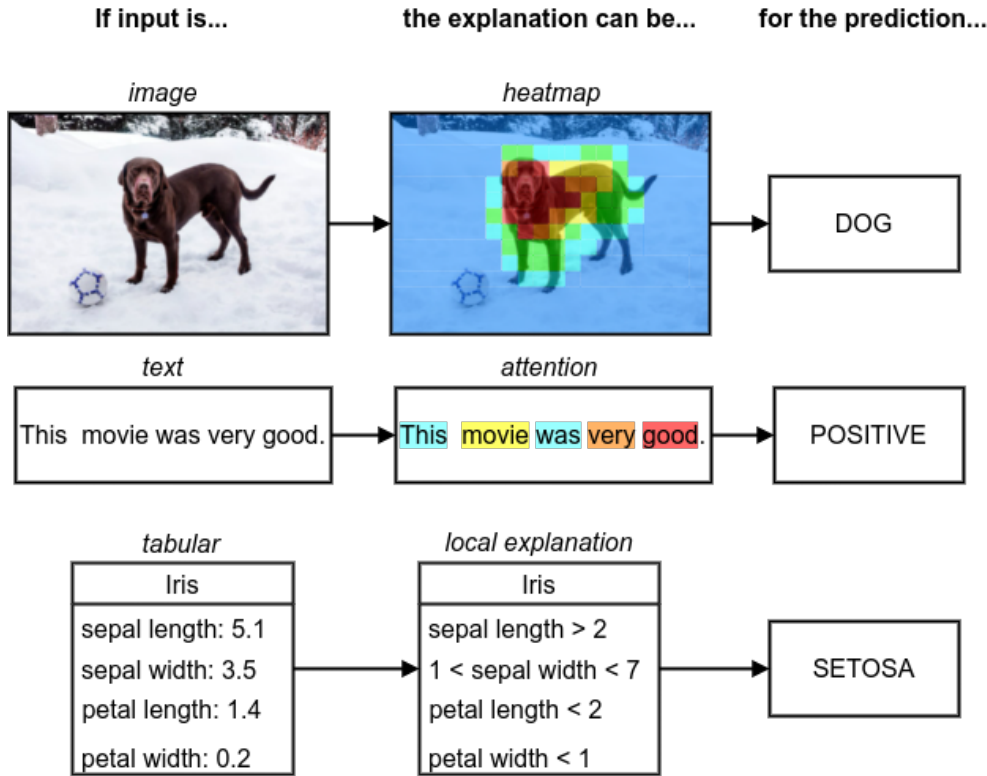 If input is... the explanation can be... for the prediction...
image heatmap
DOG
text attention
This movie was very good. This movie was very good. POSITIVE
tabular local explanation
Iris Iris
sepal length: 5.1 sepal length > 2
sepal width: 3.5 1 < sepal width < 7 SETOSA
petal length: 1.4 petal length < 2
petal width: 0.2 petal width < 1